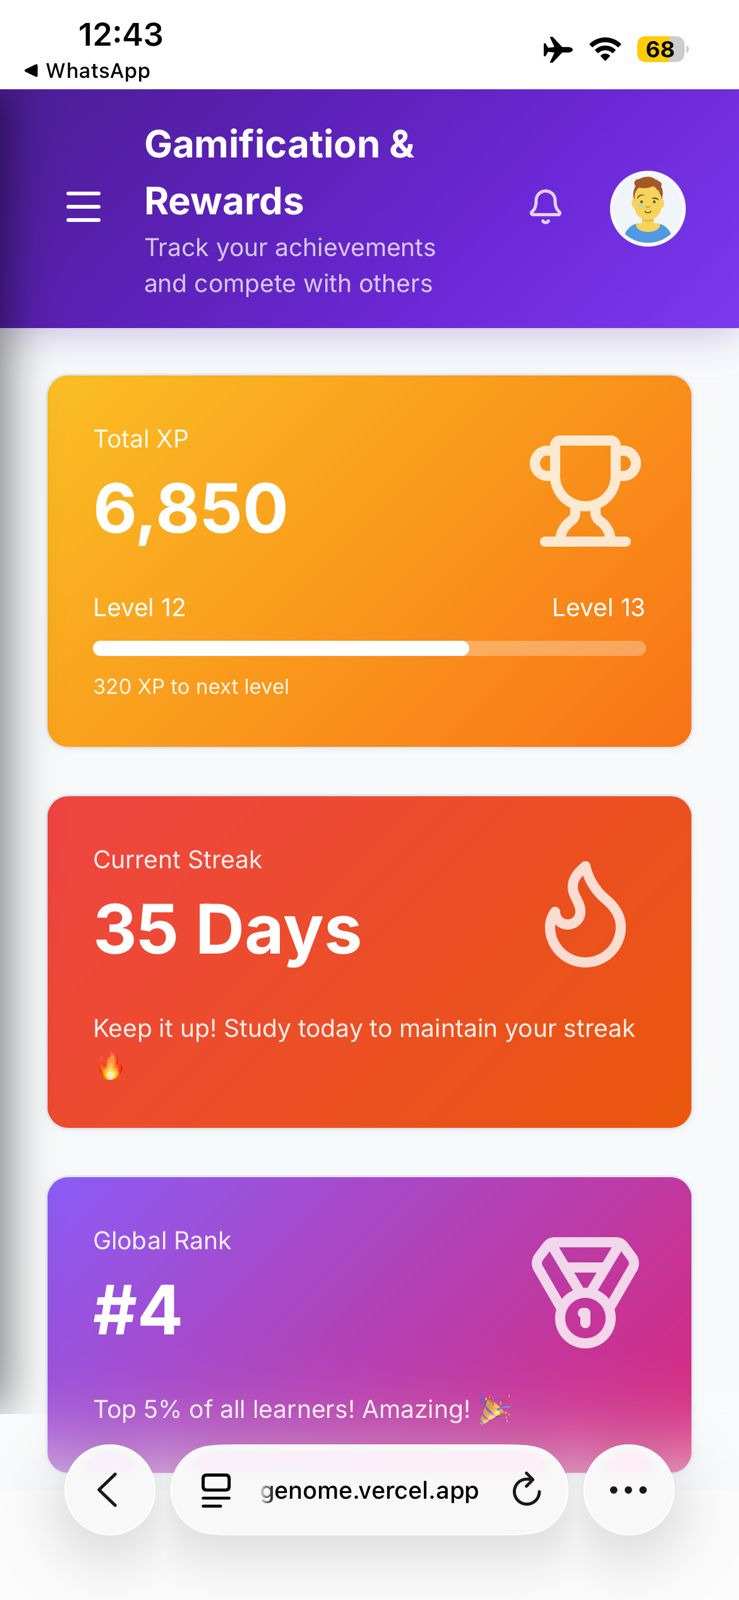 12:43
68
◀ WhatsApp
Gamification &
Rewards
Track your achievements
and compete with others
Total XP
6,850
Level 12
Level 13
320 XP to next level
Current Streak
35 Days
Keep it up! Study today to maintain your streak
🔥
Global Rank
#4
1
Top 5% of all learners! Amazing! 🎉
genome.vercel.app